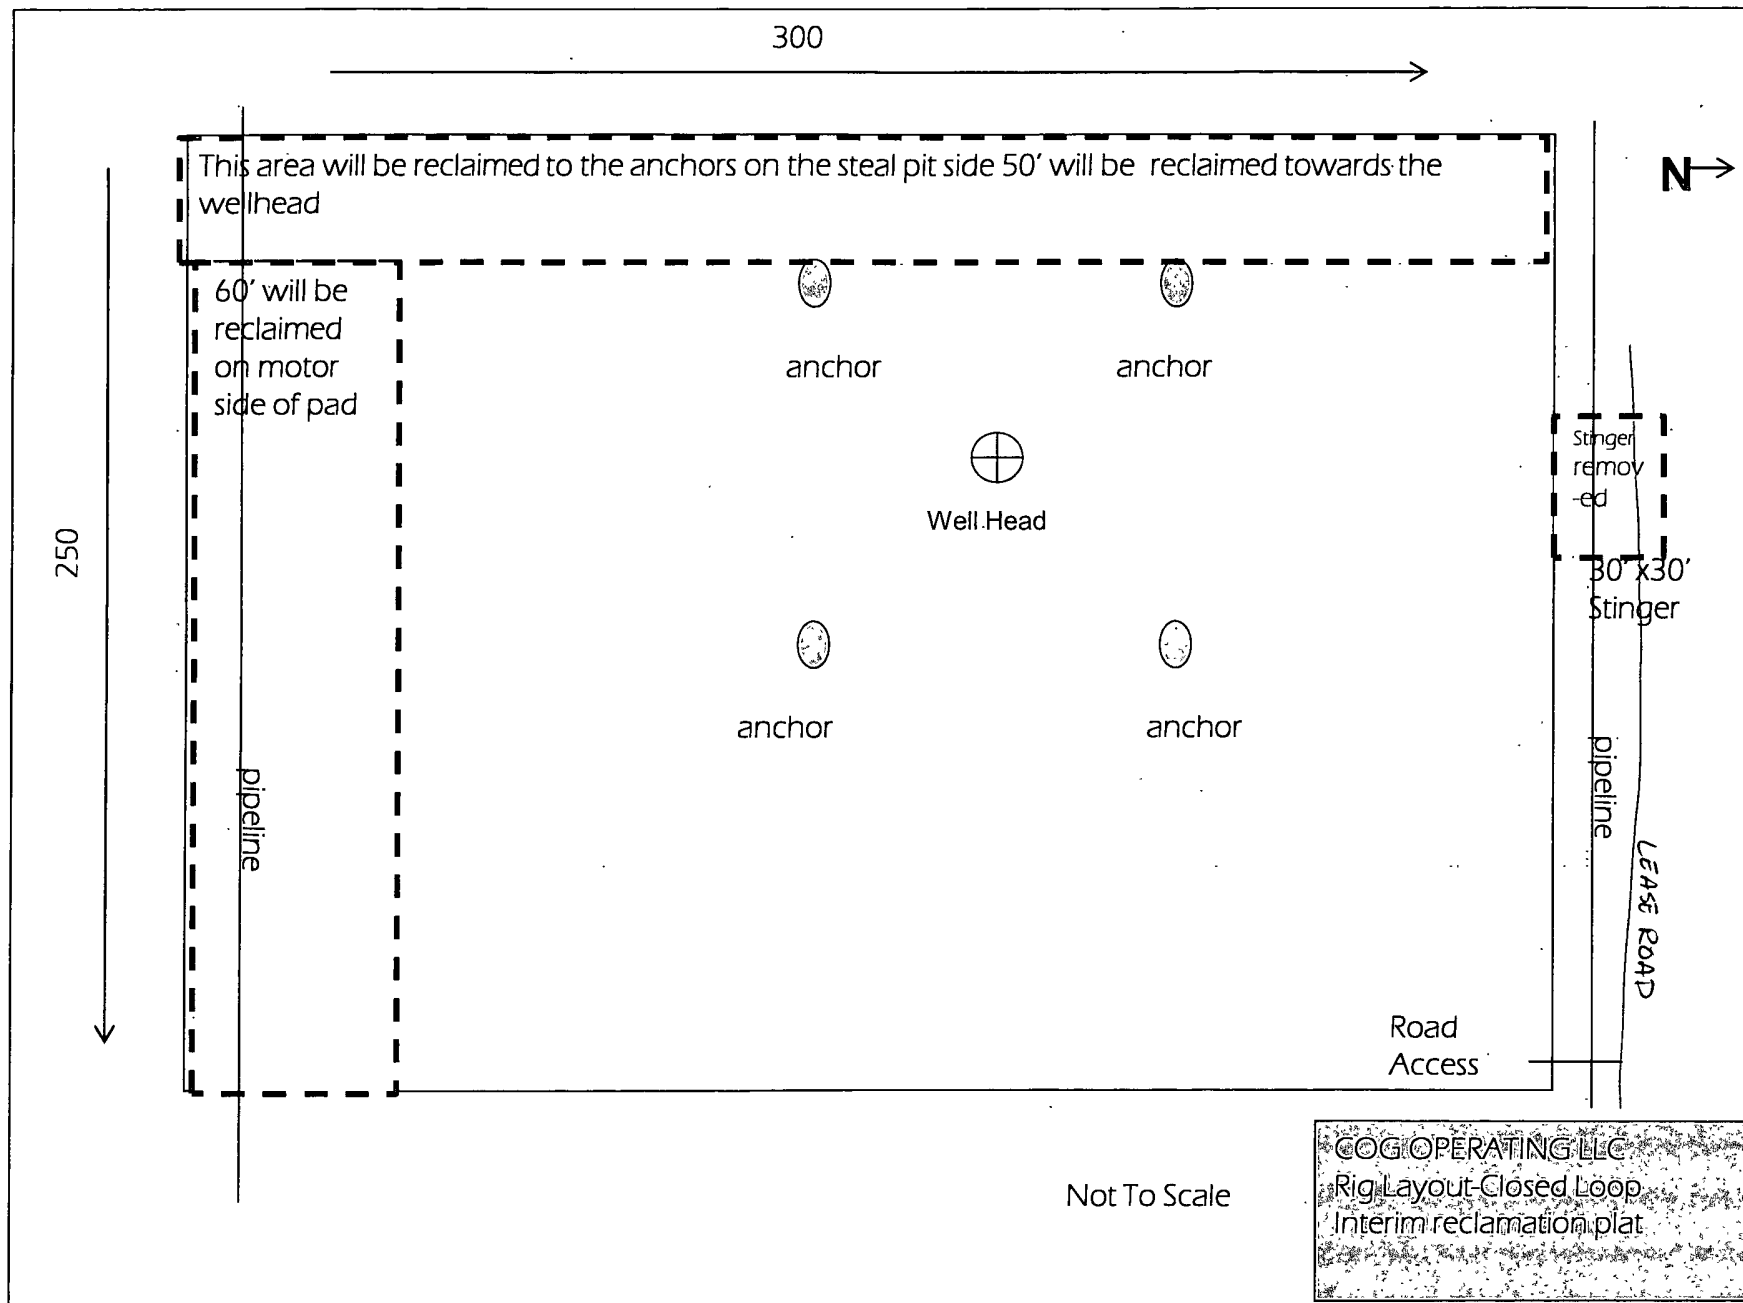 300
This area will be reclaimed to the anchors on the steal pit side 50' will be reclaimed towards the
wellhead
N
60' will be
reclaimed
on motor
side of pad
anchor
anchor
Stinger
remov
-ed
Well Head
250
30' x30'
Stinger
anchor
anchor
pipeline
pipeline
LEASE ROAD
Road
Access
Not To Scale
COG OPERATING LLC
Rig Layout-Closed Loop
Interim reclamation plat